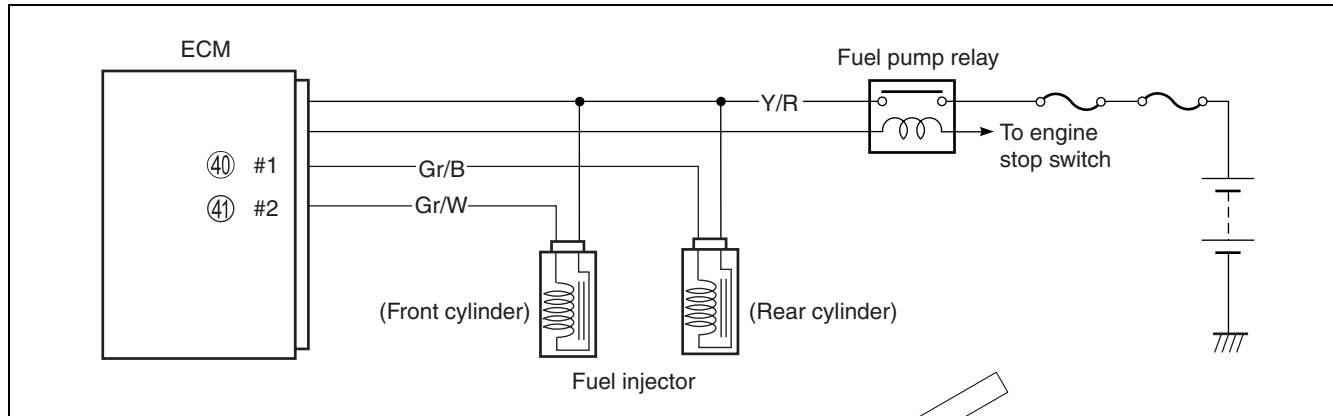 ECM
Fuel pump relay
Y/R
To engine
stop switch
㊵ #1
Gr/B
㊶ #2
Gr/W
(Front cylinder)
(Rear cylinder)
Fuel injector